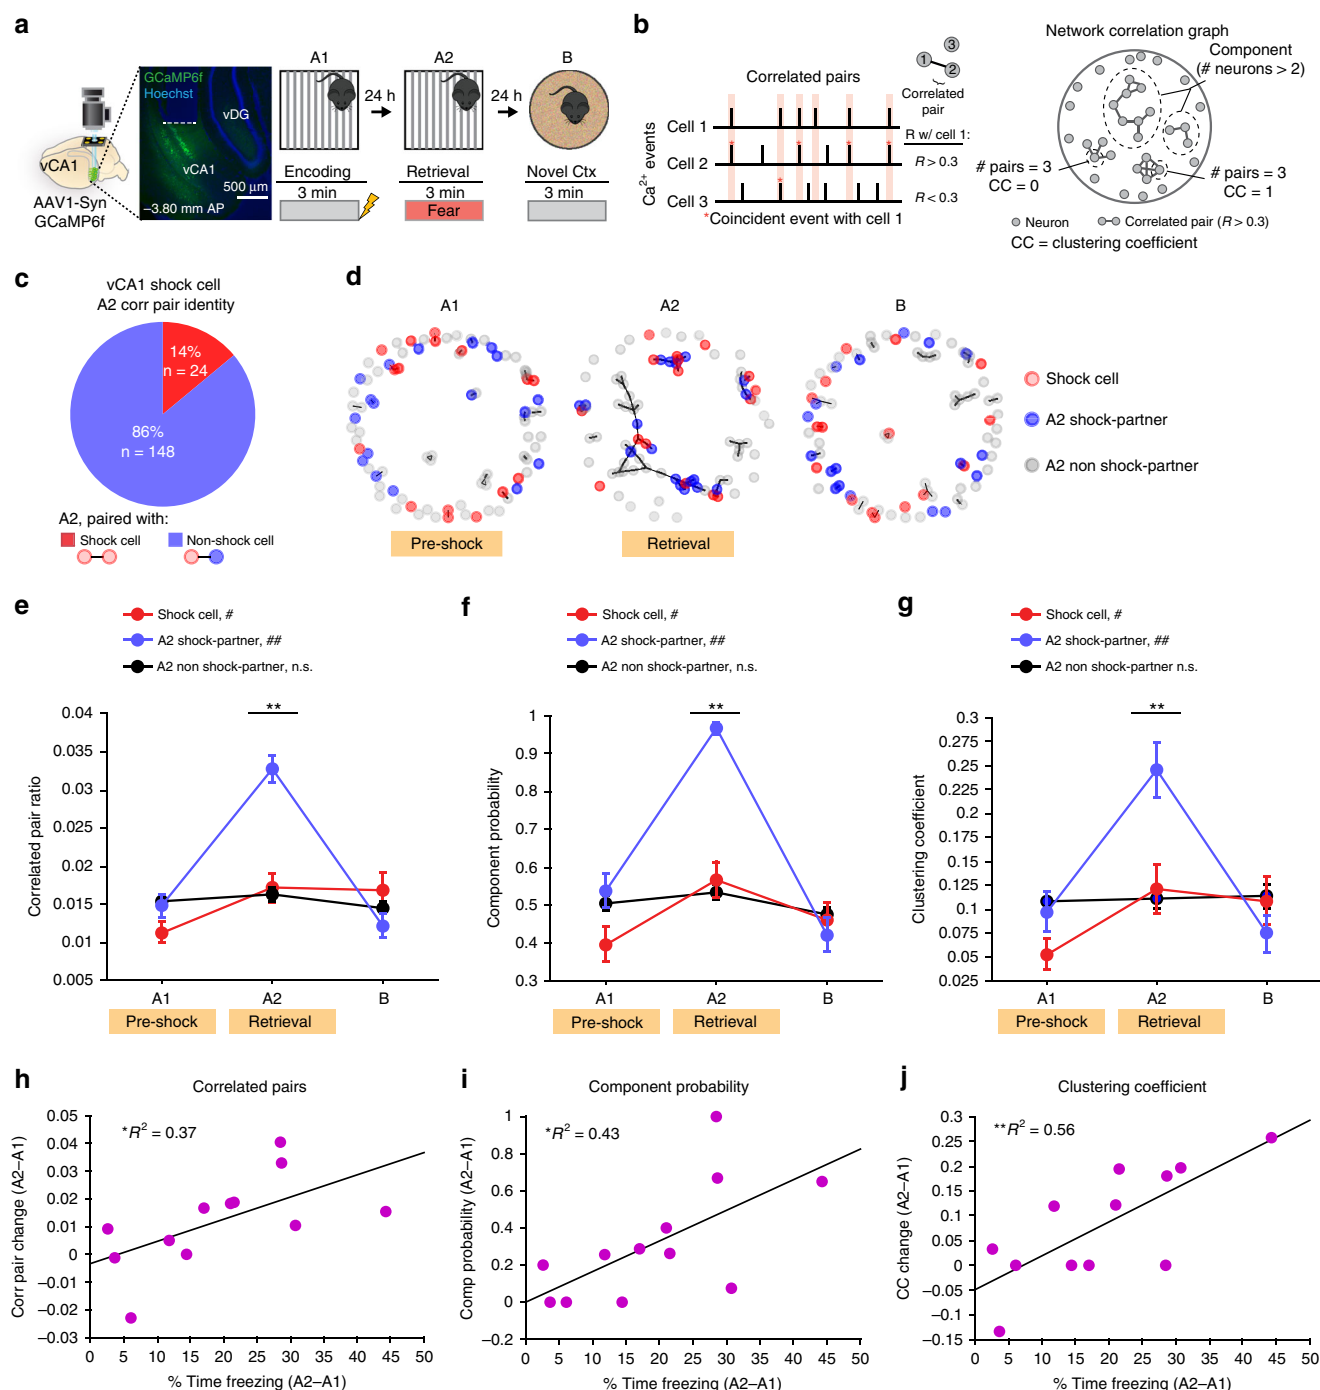 a
GCaMP6f
Hoechst
vDG
vCA1
500 μm
–3.80 mm AP
vCA1
AAV1-Syn
GCaMP6f
A1
A2
B
24 h
24 h
Encoding
Retrieval
Novel Ctx
3 min
3 min
3 min
Fear
b
Correlated pairs
1
2
3
Correlated
pair
R w/ cell 1:
Ca2+ events
Cell 1
Cell 2
R > 0.3
Cell 3
R < 0.3
*Coincident event with cell 1
Network correlation graph
Component
(# neurons > 2)
# pairs = 3
CC = 0
# pairs = 3
CC = 1
Neuron
Correlated pair (R > 0.3)
CC = clustering coefficient
c
vCA1 shock cell
A2 corr pair identity
14%
n = 24
86%
n = 148
A2, paired with:
Shock cell
Non-shock cell
d
A1
A2
B
Pre-shock
Retrieval
Shock cell
A2 shock-partner
A2 non shock-partner
e
Shock cell, #
A2 shock-partner, ##
A2 non shock-partner, n.s.
**
Correlated pair ratio
0.04
0.035
0.03
0.025
0.02
0.015
0.01
0.005
A1
A2
B
Pre-shock
Retrieval
f
Shock cell, #
A2 shock-partner, ##
A2 non shock-partner, n.s.
**
Component probability
1
0.9
0.8
0.7
0.6
0.5
0.4
0.3
A1
A2
B
Pre-shock
Retrieval
g
Shock cell, #
A2 shock-partner, ##
A2 non shock-partner n.s.
**
Clustering coefficient
0.3
0.275
0.25
0.225
0.2
0.175
0.15
0.125
0.1
0.075
0.05
0.025
A1
A2
B
Pre-shock
Retrieval
h
Correlated pairs
*R2 = 0.37
Corr pair change (A2–A1)
0.05
0.04
0.03
0.02
0.01
0
–0.01
–0.02
–0.03
0 5 10 15 20 25 30 35 40 45 50
% Time freezing (A2–A1)
i
Component probability
*R2 = 0.43
Comp probability (A2–A1)
1
0.8
0.6
0.4
0.2
0
–0.2
0 5 10 15 20 25 30 35 40 45 50
% Time freezing (A2–A1)
j
Clustering coefficient
**R2 = 0.56
CC change (A2–A1)
0.3
0.25
0.2
0.15
0.1
0.05
0
–0.05
–0.1
–0.15
0 5 10 15 20 25 30 35 40 45 50
% Time freezing (A2–A1)